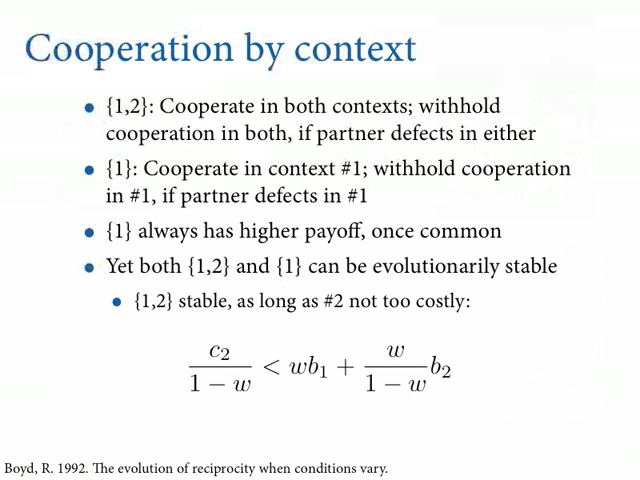 Cooperation by context
• {1,2}: Cooperate in both contexts; withhold
cooperation in both, if partner defects in either
• {1}: Cooperate in context #1; withhold cooperation
in #1, if partner defects in #1
• {1} always has higher payoff, once common
• Yet both {1,2} and {1} can be evolutionarily stable
• {1,2} stable, as long as #2 not too costly:
c₂/(1 − w) < wb₁ + w/(1 − w) b₂
Boyd, R. 1992. The evolution of reciprocity when conditions vary.